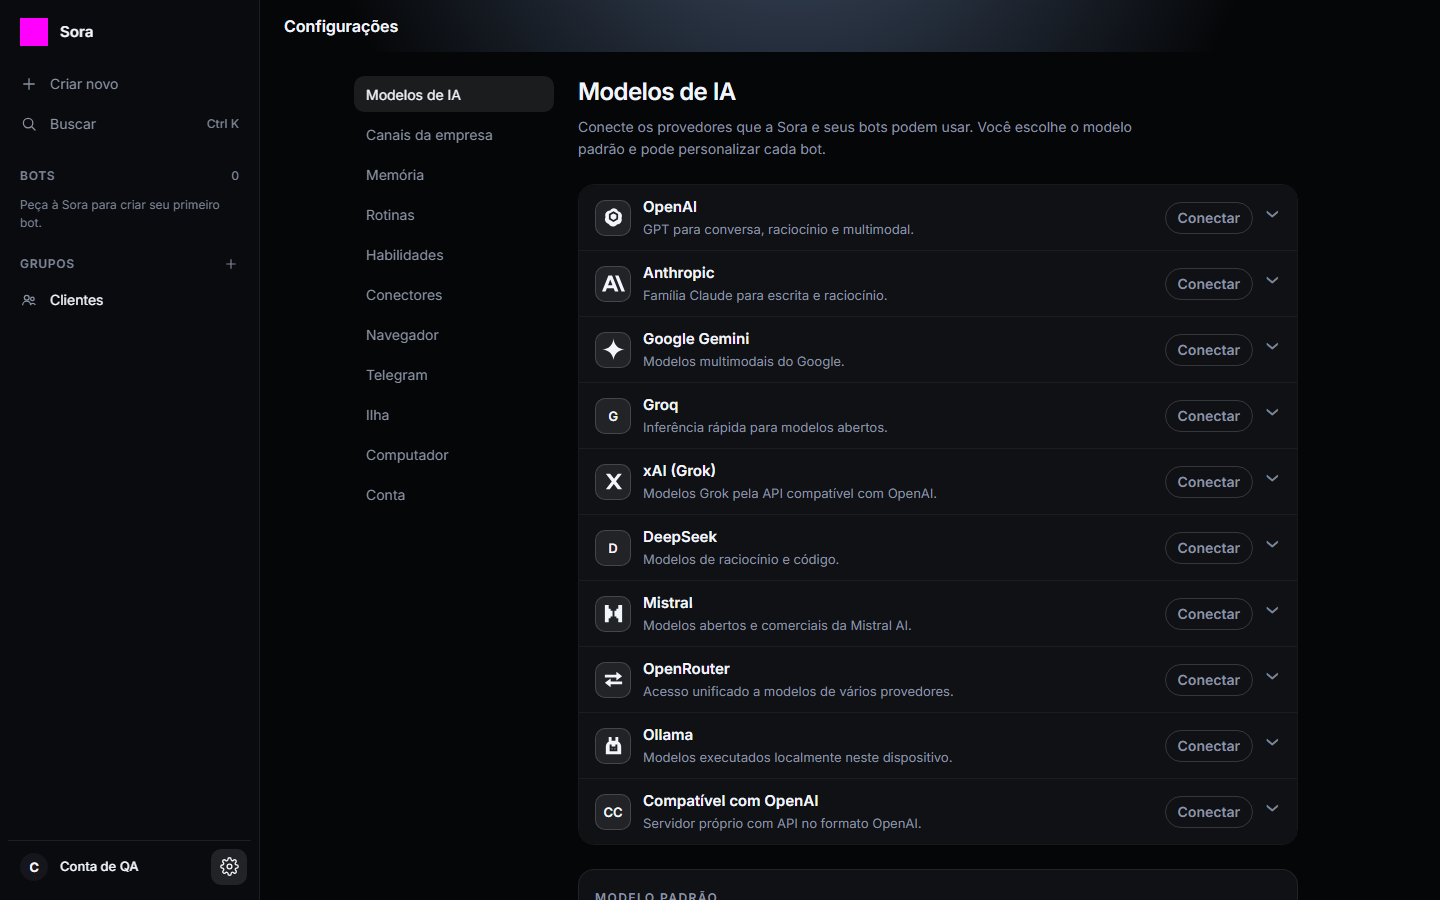 Sora
Criar novo
Buscar Ctrl K
BOTS 0
Peça à Sora para criar seu primeiro
bot.
GRUPOS
Clientes
C Conta de QA
Configurações
Modelos de IA
Canais da empresa
Memória
Rotinas
Habilidades
Conectores
Navegador
Telegram
Ilha
Computador
Conta
Modelos de IA
Conecte os provedores que a Sora e seus bots podem usar. Você escolhe o modelo
padrão e pode personalizar cada bot.
OpenAI
GPT para conversa, raciocínio e multimodal.
Conectar
Anthropic
Família Claude para escrita e raciocínio.
Conectar
Google Gemini
Modelos multimodais do Google.
Conectar
G
Groq
Inferência rápida para modelos abertos.
Conectar
xAI (Grok)
Modelos Grok pela API compatível com OpenAI.
Conectar
D
DeepSeek
Modelos de raciocínio e código.
Conectar
Mistral
Modelos abertos e comerciais da Mistral AI.
Conectar
OpenRouter
Acesso unificado a modelos de vários provedores.
Conectar
Ollama
Modelos executados localmente neste dispositivo.
Conectar
CC
Compatível com OpenAI
Servidor próprio com API no formato OpenAI.
Conectar
MODELO PADRÃO